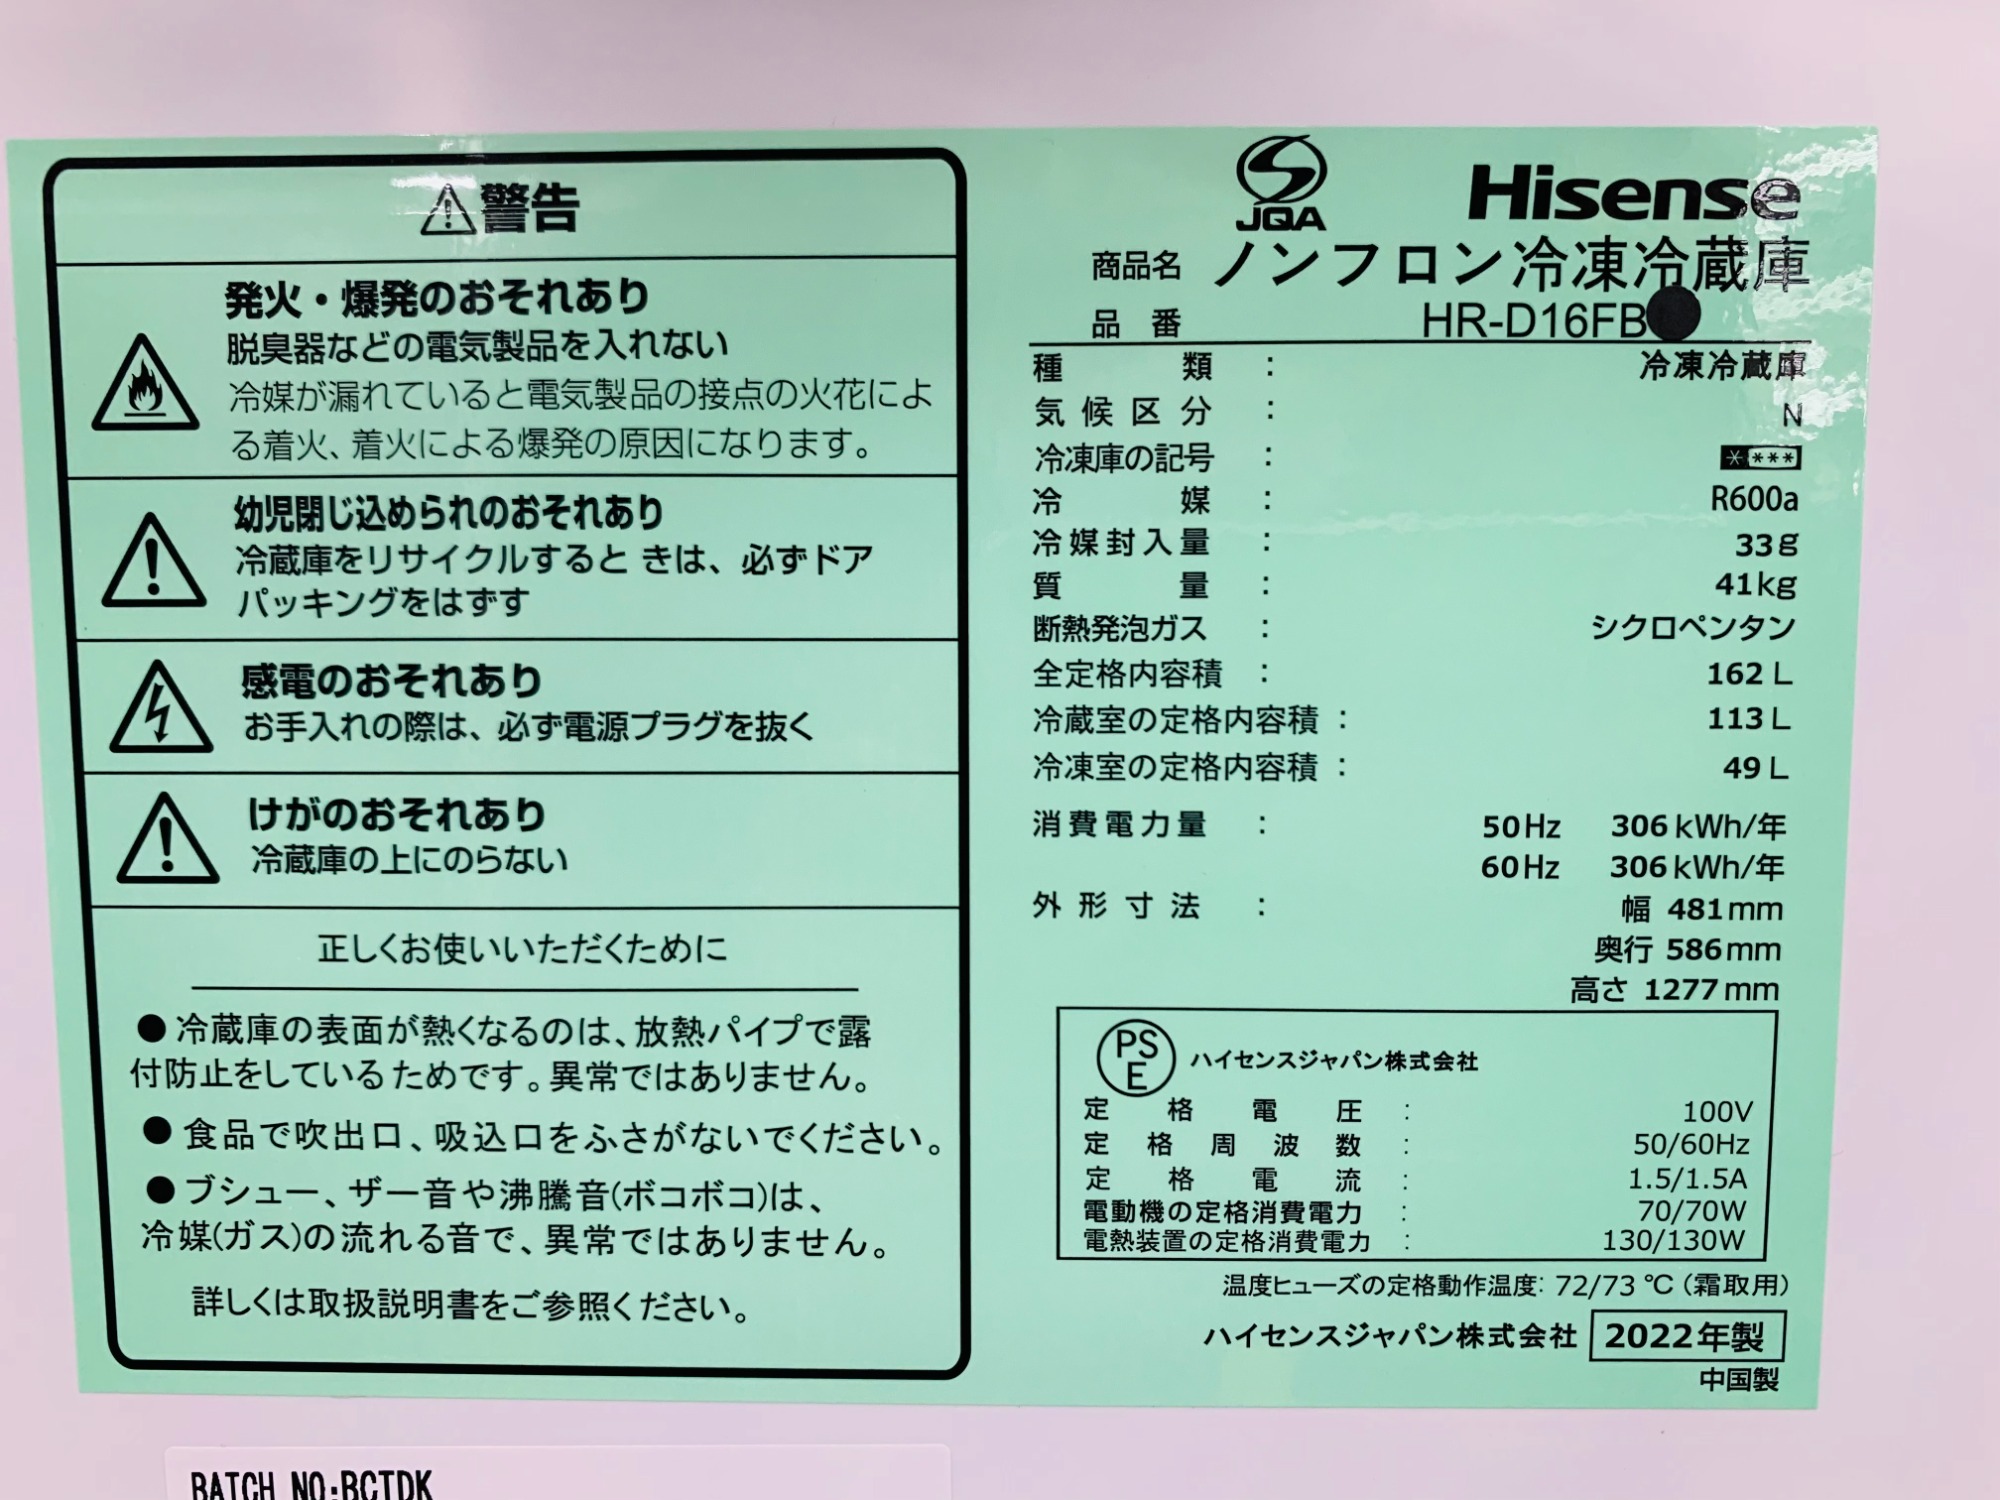 警告
発火・爆発のおそれあり
脱臭器などの電気製品を入れない
冷媒が漏れていると電気製品の接点の火花によ
る着火、着火による爆発の原因になります。
幼児閉じ込められのおそれあり
冷蔵庫をリサイクルするときは、必ずドア
パッキングをはずす
感電のおそれあり
お手入れの際は、必ず電源プラグを抜く
けがのおそれあり
冷蔵庫の上にのらない
正しくお使いいただくために
●冷蔵庫の表面が熱くなるのは、放熱パイプで露
付防止をしているためです。異常ではありません。
●食品で吹出口、吸込口をふさがないでください。
●ブシュー、ザー音や沸騰音(ボコボコ)は、
冷媒(ガス)の流れる音で、異常ではありません。
詳しくは取扱説明書をご参照ください。
JQA
Hisense
商品名 ノンフロン冷凍冷蔵庫
品番 HR-D16FB
種類 : 冷凍冷蔵庫
気候区分 : N
冷凍庫の記号 : ****
冷媒 : R600a
冷媒封入量 : 33g
質量 : 41kg
断熱発泡ガス : シクロペンタン
全定格内容積 : 162L
冷蔵室の定格内容積 : 113L
冷凍室の定格内容積 : 49L
消費電力量 : 50Hz 306kWh/年
60Hz 306kWh/年
外形寸法 : 幅 481mm
奥行 586mm
高さ 1277mm
PSE ハイセンスジャパン株式会社
定格電圧 : 100V
定格周波数 : 50/60Hz
定格電流 : 1.5/1.5A
電動機の定格消費電力 : 70/70W
電熱装置の定格消費電力 : 130/130W
温度ヒューズの定格動作温度: 72/73℃(霜取用)
ハイセンスジャパン株式会社 2022年製
中国製
BATCH NO:BCTDK